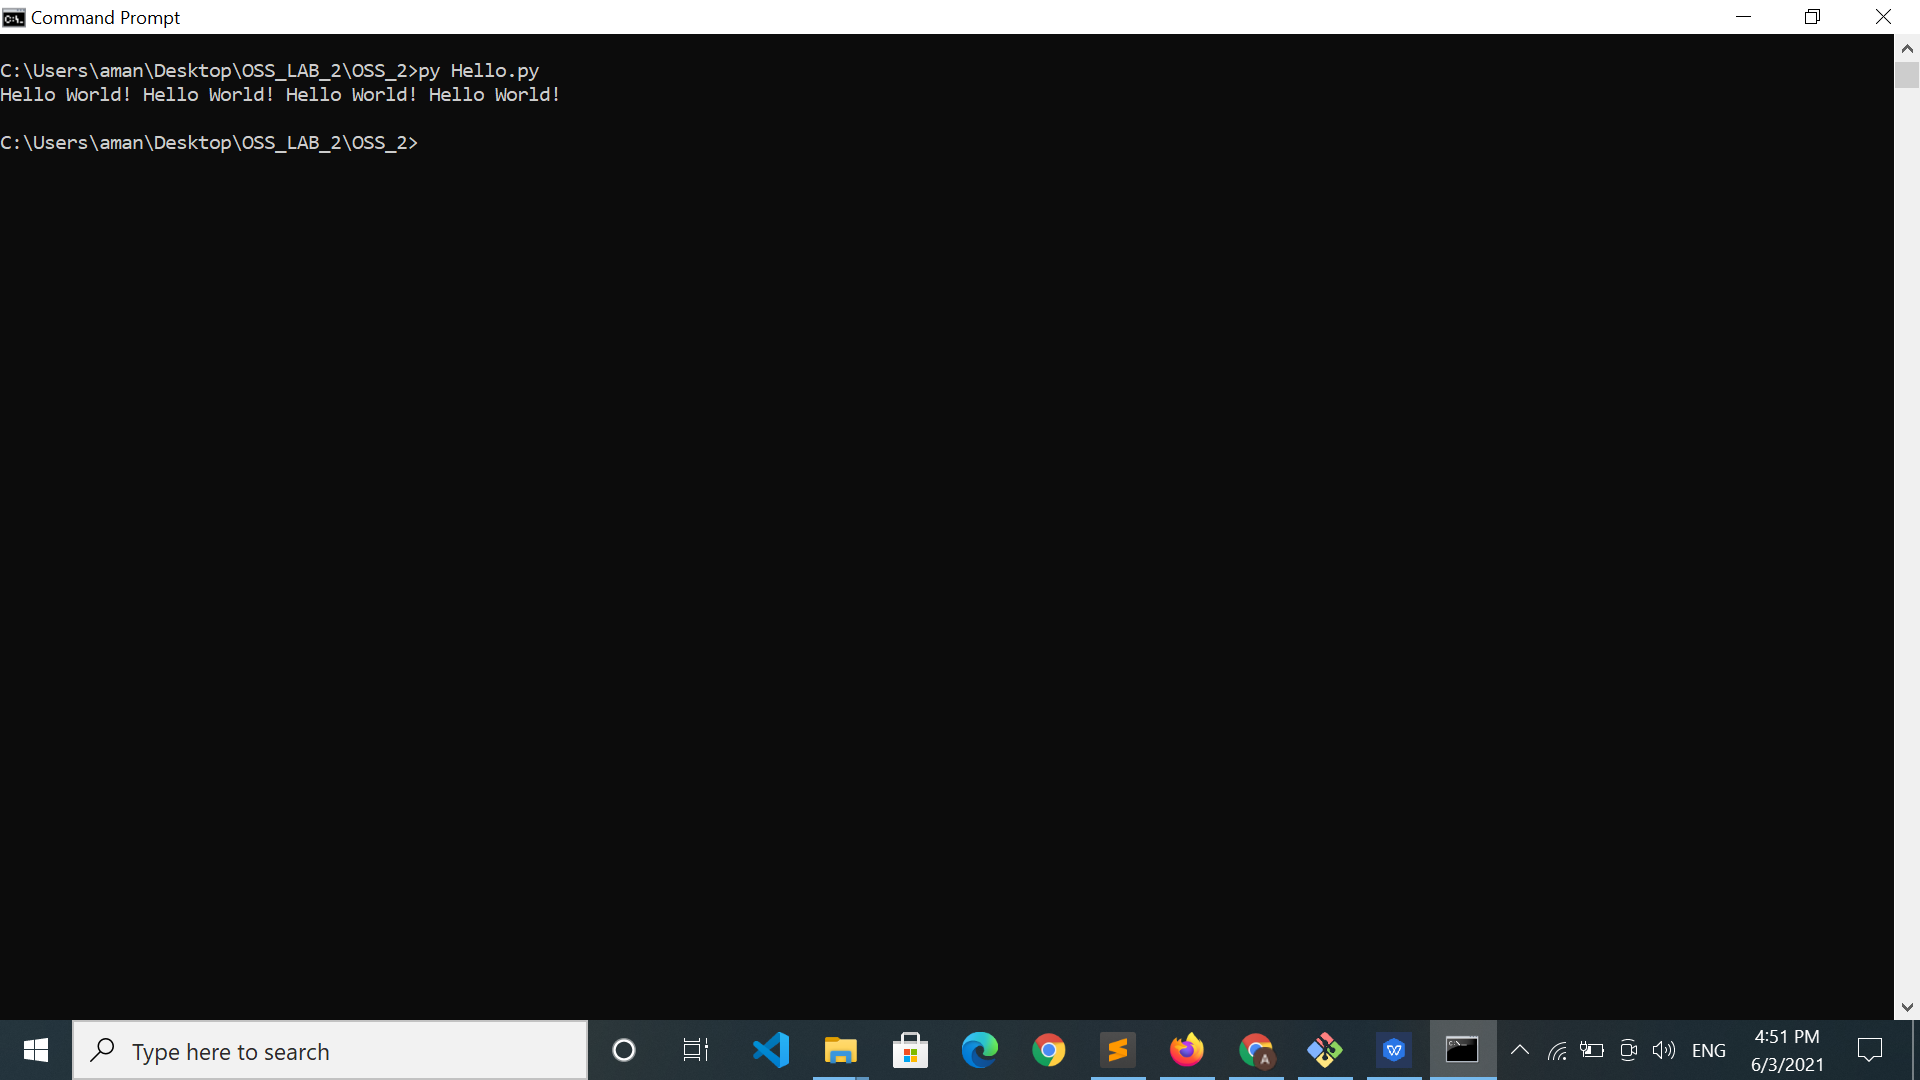 Command Prompt
C:\Users\aman\Desktop\OSS_LAB_2\OSS_2>py Hello.py
Hello World! Hello World! Hello World! Hello World!
C:\Users\aman\Desktop\OSS_LAB_2\OSS_2>
Type here to search
A
ENG
4:51 PM
6/3/2021